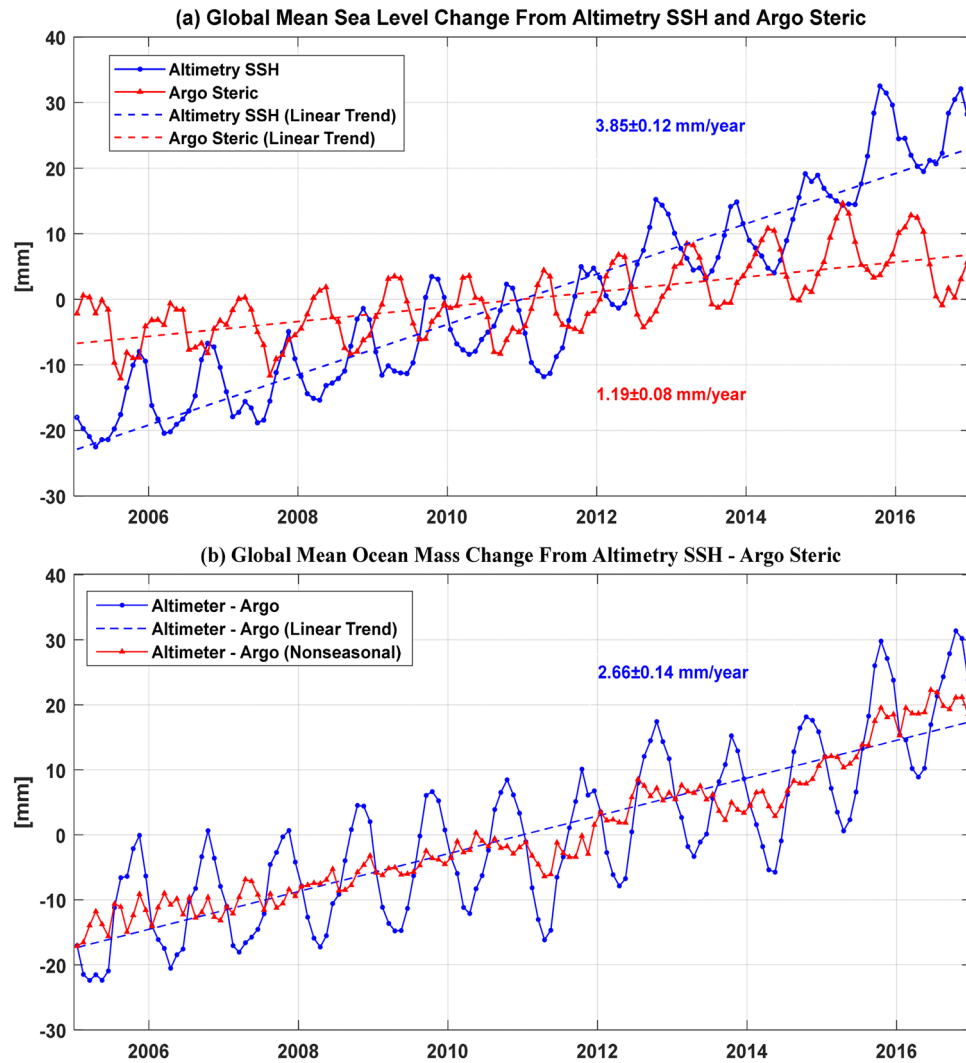 (a) Global Mean Sea Level Change From Altimetry SSH and Argo Steric
40
30
20
10
0
-10
-20
-30
[mm]
Altimetry SSH
Argo Steric
Altimetry SSH (Linear Trend)
Argo Steric (Linear Trend)
3.85±0.12 mm/year
1.19±0.08 mm/year
2006 2008 2010 2012 2014 2016
(b) Global Mean Ocean Mass Change From Altimetry SSH - Argo Steric
40
30
20
10
0
-10
-20
-30
[mm]
Altimeter - Argo
Altimeter - Argo (Linear Trend)
Altimeter - Argo (Nonseasonal)
2.66±0.14 mm/year
2006 2008 2010 2012 2014 2016